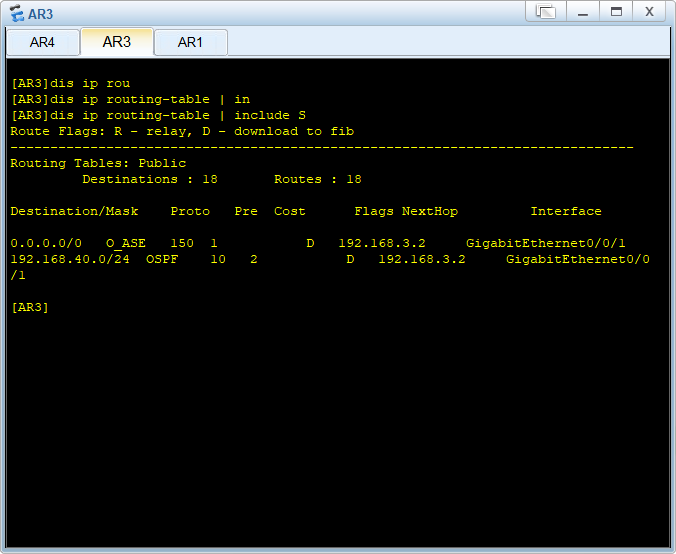 AR3
X
AR4 AR3 AR1
[AR3]dis ip rou
[AR3]dis ip routing-table | in
[AR3]dis ip routing-table | include S
Route Flags: R - relay, D - download to fib
------------------------------------------------------------------------------
Routing Tables: Public
         Destinations : 18       Routes : 18
Destination/Mask    Proto   Pre  Cost      Flags NextHop         Interface
0.0.0.0/0   O_ASE   150  1           D   192.168.3.2     GigabitEthernet0/0/1
192.168.40.0/24  OSPF    10   2           D   192.168.3.2     GigabitEthernet0/0
/1
[AR3]